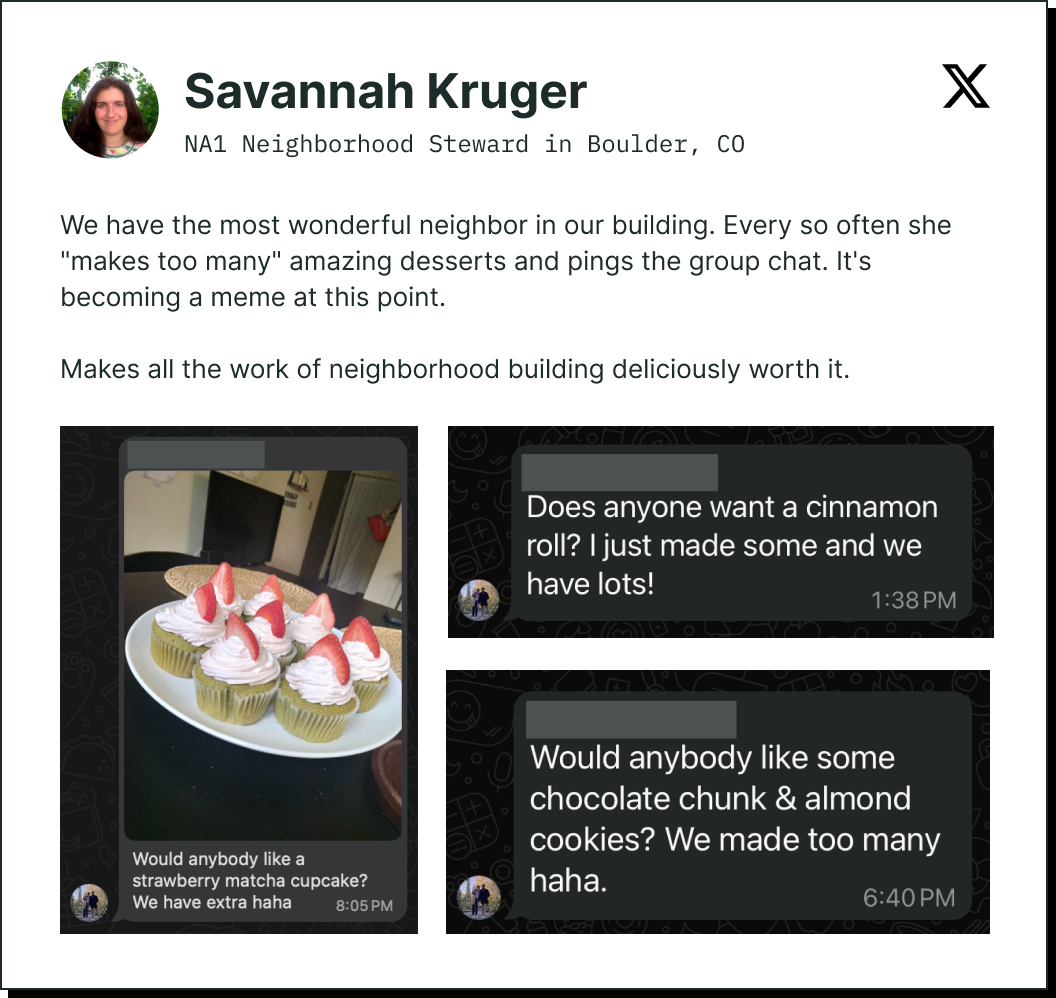 Savannah Kruger
NA1 Neighborhood Steward in Boulder, CO
We have the most wonderful neighbor in our building. Every so often she
"makes too many" amazing desserts and pings the group chat. It's
becoming a meme at this point.
Makes all the work of neighborhood building deliciously worth it.
Would anybody like a
strawberry matcha cupcake?
We have extra haha
8:05 PM
Does anyone want a cinnamon
roll? I just made some and we
have lots!
1:38 PM
Would anybody like some
chocolate chunk & almond
cookies? We made too many
haha.
6:40 PM